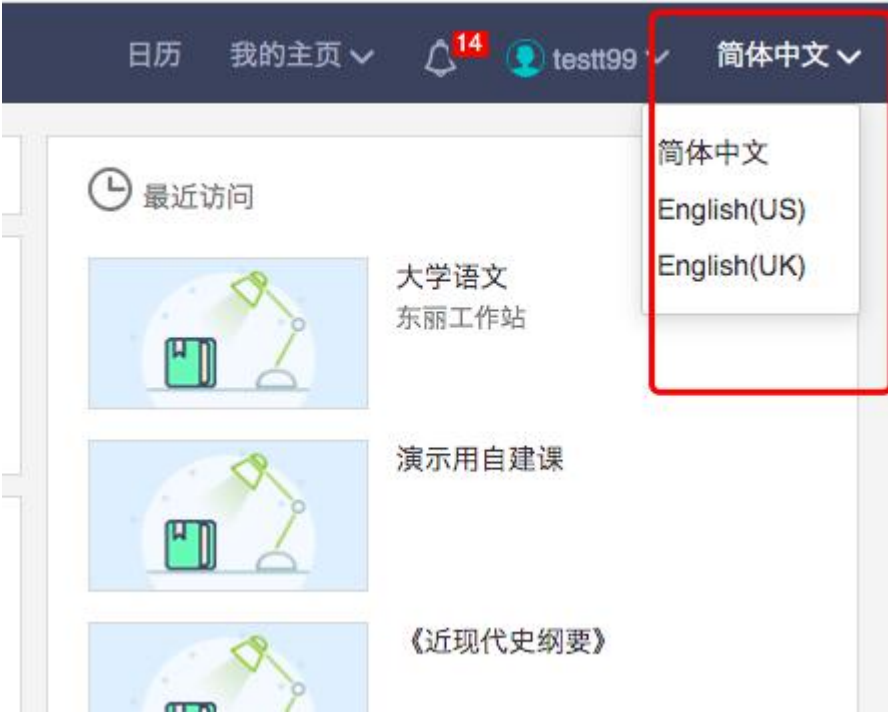 日历 我的主页 14 testt99 简体中文
简体中文
English(US)
English(UK)
最近访问
大学语文
东丽工作站
演示用自建课
《近现代史纲要》